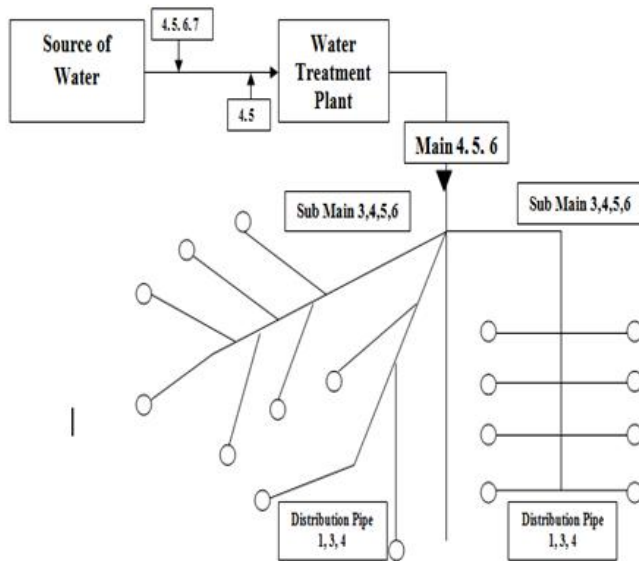 4.5.6.7
Source of
Water
Water
Treatment
Plant
4.5
Main 4.5.6
Sub Main 3,4,5,6
Sub Main 3,4,5,6
Distribution Pipe
1, 3, 4
Distribution Pipe
1, 3, 4